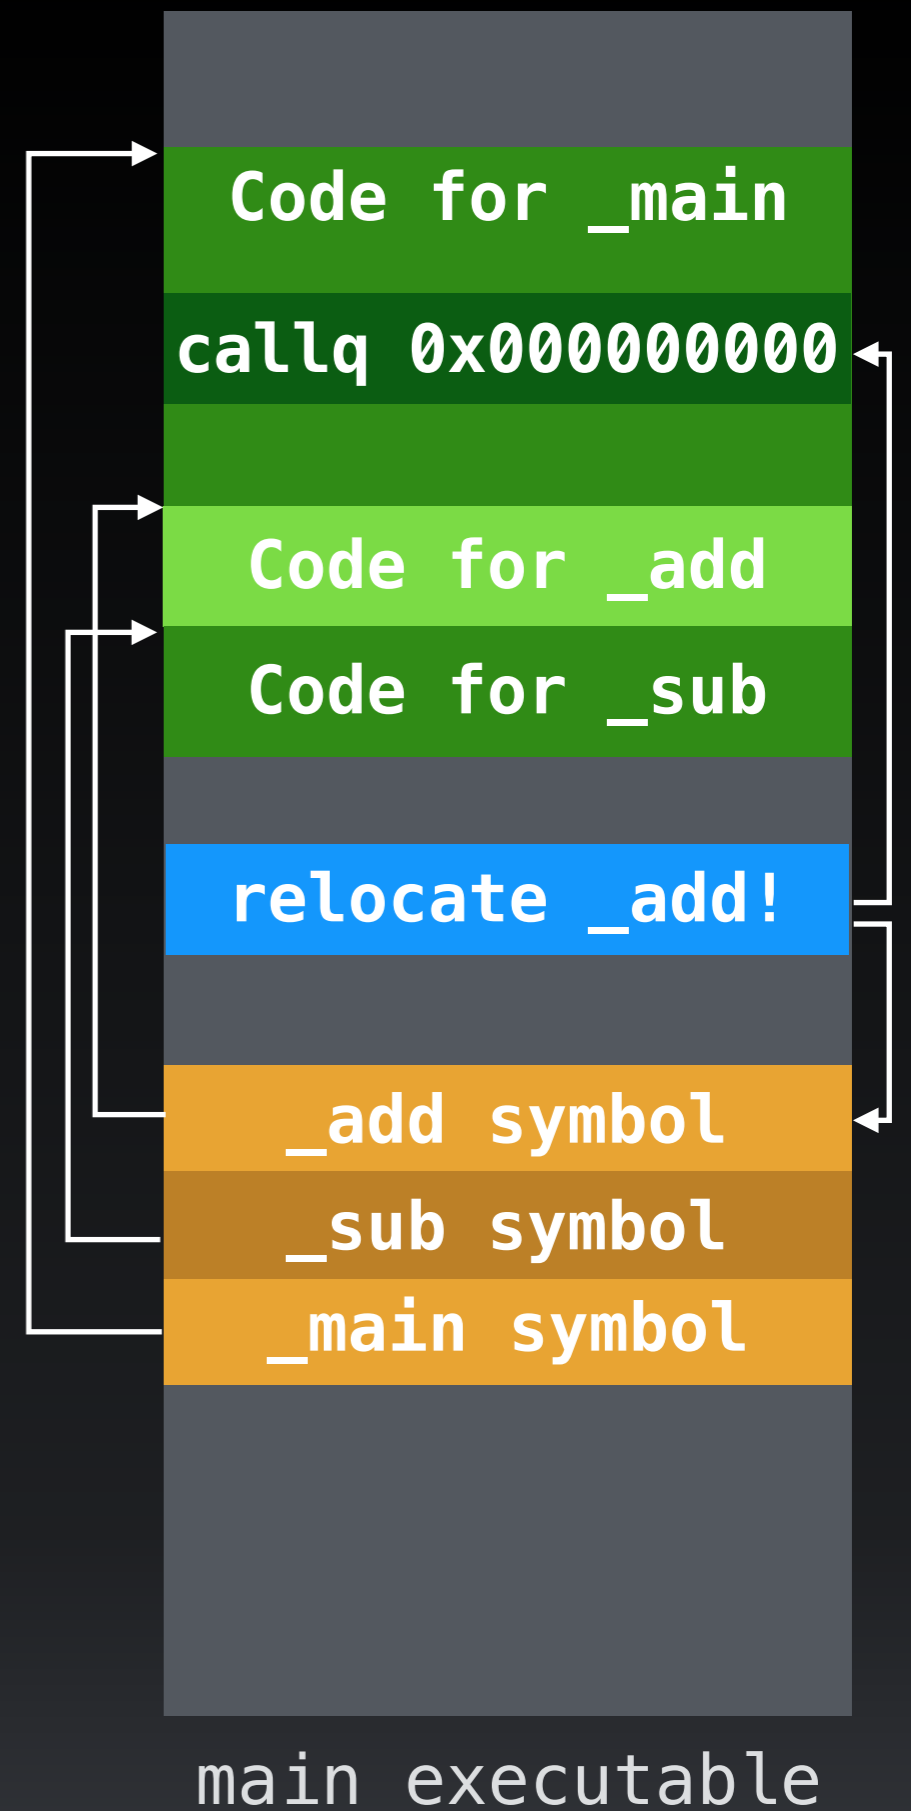 Code for _main
callq 0x000000000
Code for _add
Code for _sub
relocate _add!
_add symbol
_sub symbol
_main symbol
main executable